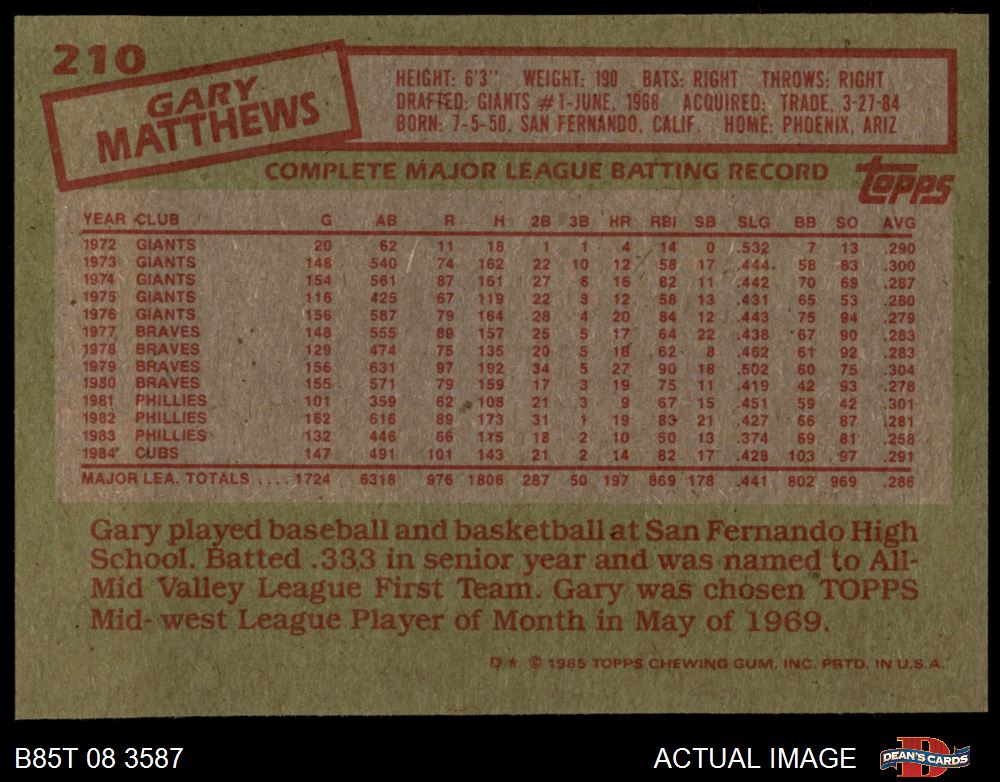 210
GARY
MATTHEWS
HEIGHT: 6'3" WEIGHT: 190 BATS: RIGHT THROWS: RIGHT
DRAFTED: GIANTS #1-JUNE, 1968 ACQUIRED: TRADE, 3-27-84
BORN: 7-5-50, SAN FERNANDO, CALIF. HOME: PHOENIX, ARIZ
COMPLETE MAJOR LEAGUE BATTING RECORD
topps
YEAR CLUB G AB R H 2B 3B HR RBI SB SLG BB SO AVG
1972 GIANTS 20 62 11 18 1 1 4 14 0 .532 7 13 .290
1973 GIANTS 148 540 74 162 22 10 12 58 17 .444 58 83 .300
1974 GIANTS 154 561 87 161 27 6 16 82 11 .442 70 69 .287
1975 GIANTS 116 425 67 119 22 3 12 58 13 .431 65 53 .280
1976 GIANTS 156 587 79 164 28 4 20 84 12 .443 75 94 .279
1977 BRAVES 148 555 89 157 25 5 17 64 22 .438 67 90 .283
1978 BRAVES 129 474 75 135 20 5 18 62 8 .462 61 92 .283
1979 BRAVES 156 631 97 192 34 5 27 90 18 .502 60 75 .304
1980 BRAVES 155 571 79 159 17 3 19 75 11 .419 42 93 .278
1981 PHILLIES 101 359 62 108 21 3 9 67 15 .451 59 42 .301
1982 PHILLIES 162 616 89 173 31 1 19 83 21 .427 66 87 .281
1983 PHILLIES 132 446 66 115 18 2 10 50 13 .374 69 81 .258
1984 CUBS 147 491 101 143 21 2 14 82 17 .428 103 97 .291
MAJOR LEA. TOTALS .... 1724 6318 976 1806 287 50 197 869 178 .441 802 969 .286
Gary played baseball and basketball at San Fernando High
School. Batted .333 in senior year and was named to All-
Mid Valley League First Team. Gary was chosen TOPPS
Mid- west League Player of Month in May of 1969.
D★ © 1985 TOPPS CHEWING GUM, INC. PRTD. IN U.S.A.
B85T 08 3587 ACTUAL IMAGE DEAN'S CARDS